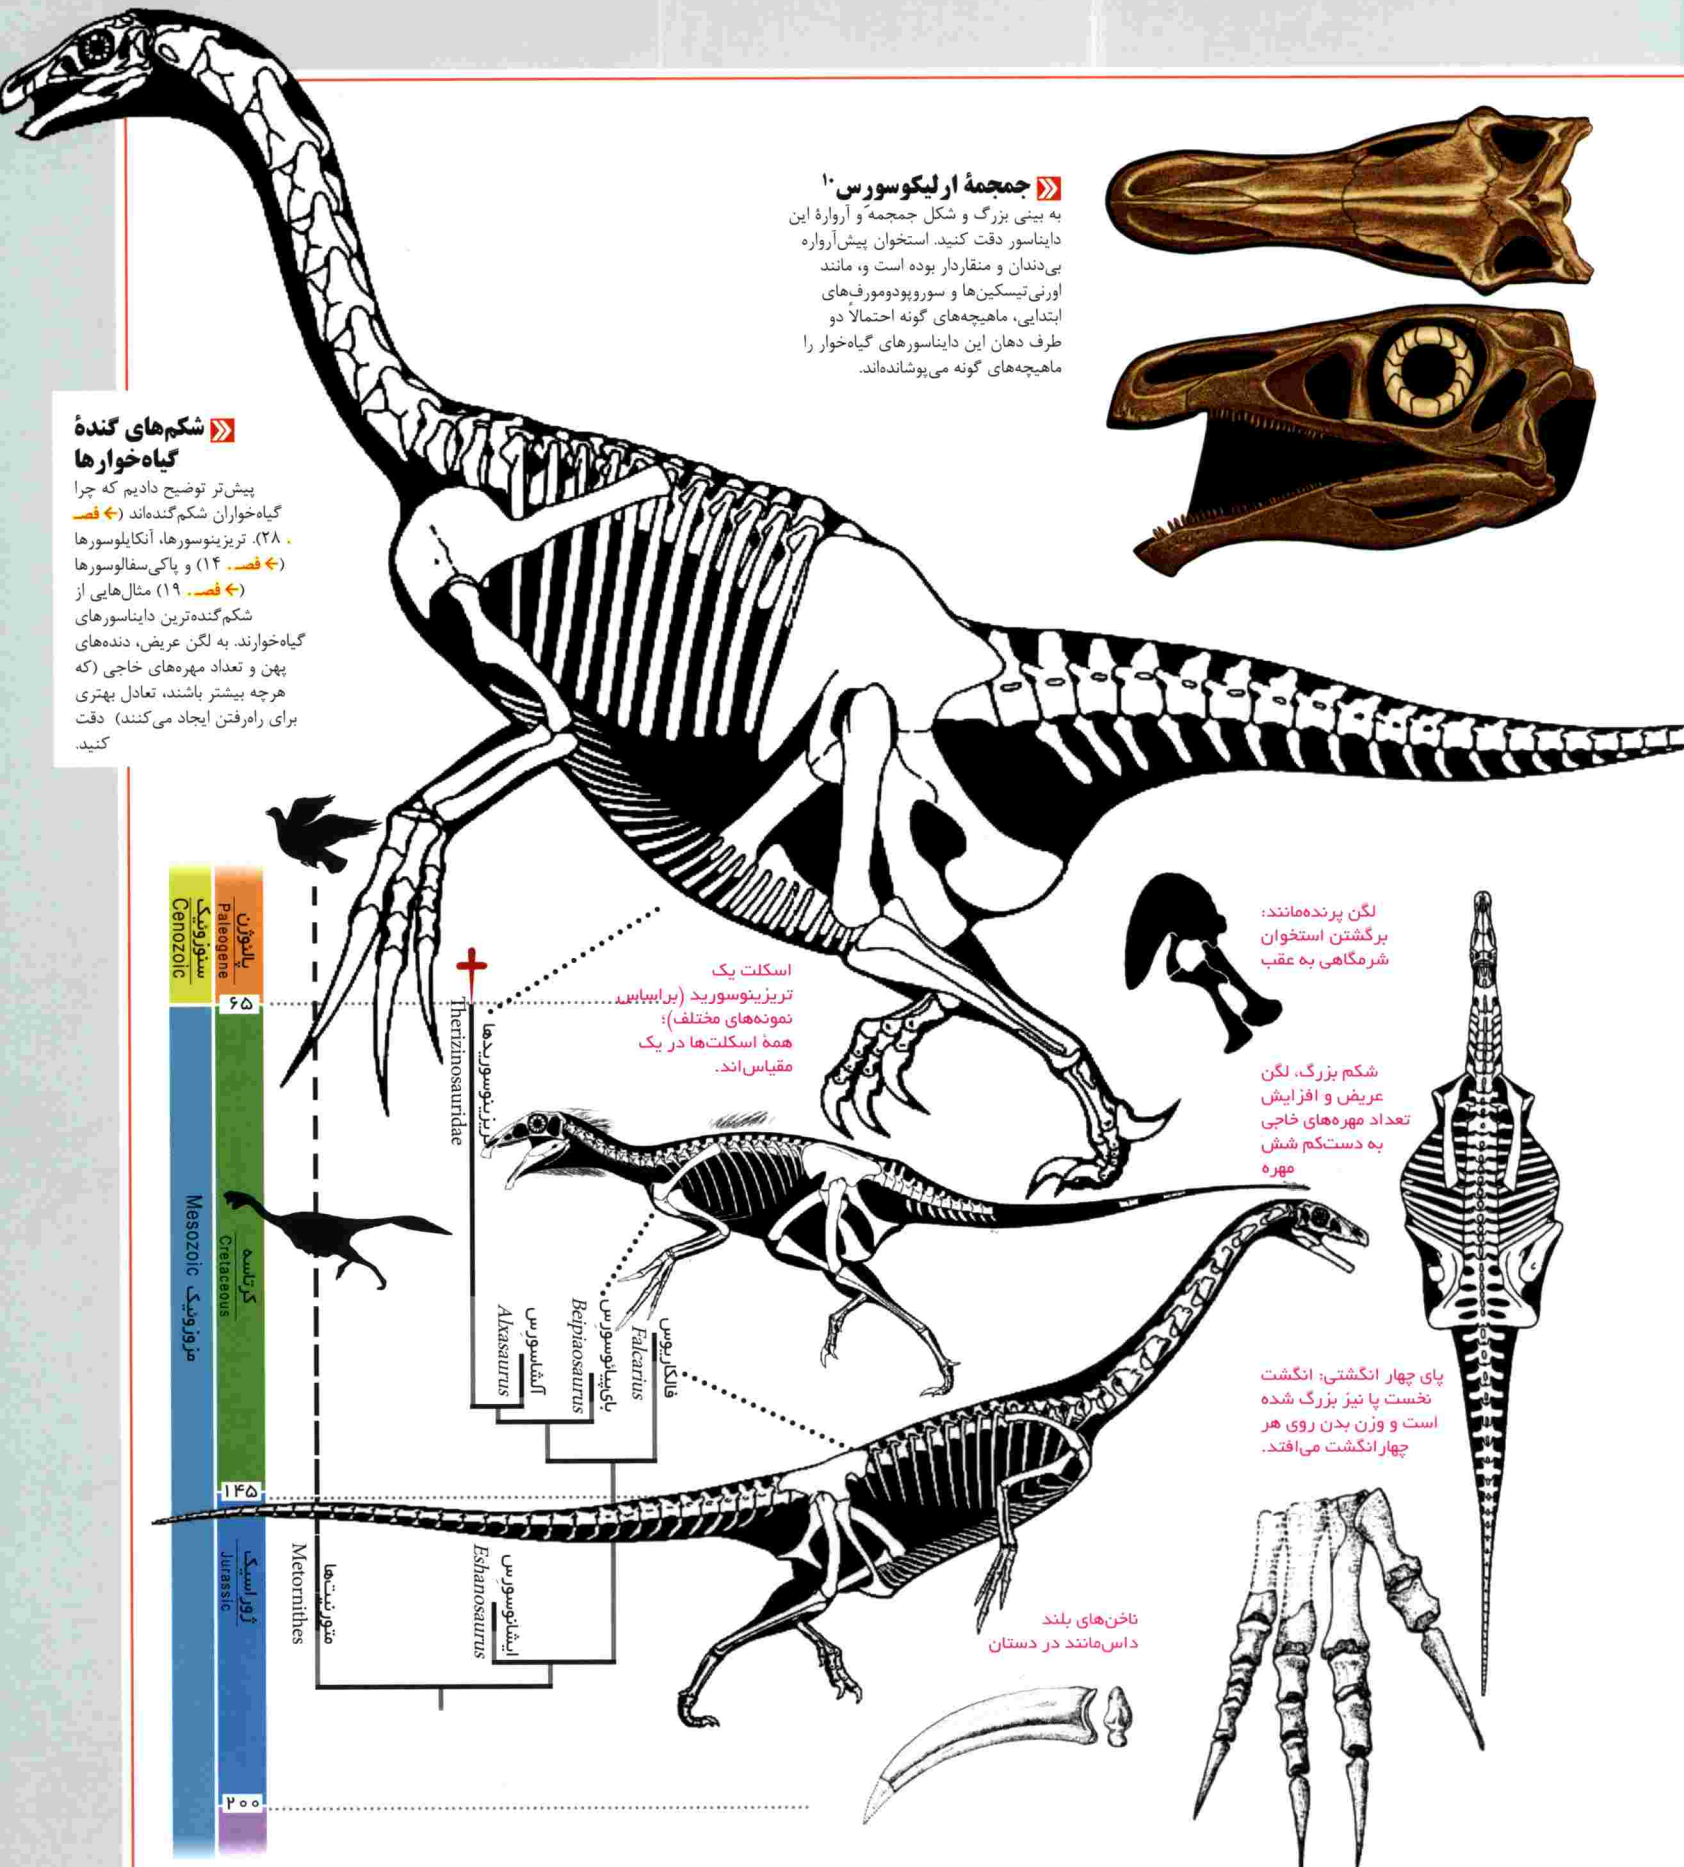 جمجمهٔ ارلیکوسورِس۱۰
به بینی بزرگ و شکل جمجمه و آروارهٔ این
دایناسور دقت کنید. استخوان پیش‌آرواره
بی‌دندان و منقاردار بوده است و، مانند
اورنی‌تیسکین‌ها و سوروپودومورف‌های
ابتدایی، ماهیچه‌های گونه احتمالاً دو
طرف دهان این دایناسورهای گیاه‌خوار را
ماهیچه‌های گونه می‌پوشانده‌اند.
شکم‌های گندهٔ
گیاه‌خوارها
پیش‌تر توضیح دادیم که چرا
گیاه‌خواران شکم‌گنده‌اند (← فصـ
. ۲۸). تریزینوسورها، آنکایلوسورها
(← فصـ . ۱۴) و پاکی‌سفالوسورها
(← فصـ . ۱۹) مثال‌هایی از
شکم‌گنده‌ترین دایناسورهای
گیاه‌خوارند. به لگن عریض، دنده‌های
پهن و تعداد مهره‌های خاجی (که
هرچه بیشتر باشند، تعادل بهتری
برای راه‌رفتن ایجاد می‌کنند) دقت
کنید.
لگن پرنده‌مانند:
برگشتن استخوان
شرمگاهی به عقب
اسکلت یک
تریزینوسورید (براساس
نمونه‌های مختلف)؛
همهٔ اسکلت‌ها در یک
مقیاس‌اند.
شکم بزرگ، لگن
عریض و افزایش
تعداد مهره‌های خاجی
به دست‌کم شش
مهره
پای چهار انگشتی: انگشت
نخست پا نیز بزرگ شده
است و وزن بدن روی هر
چهارانگشت می‌افتد.
ناخن‌های بلند
داس‌مانند در دستان
سنوزوئیک
Cenozoic
پالئوژن
Paleogene
۶۵
مزوزوئیک Mesozoic
کرتاسه
Cretaceous
۱۴۵
ژوراسیک
Jurassic
۲۰۰
تریزینوسوریدها
Therizinosauridae
آلشاسورس
Alxasaurus
بای‌پیائوسورس
Beipiaosaurus
فالکاریوس
Falcarius
ایشانوسورس
Eshanosaurus
متورنیت‌ها
Metornithes